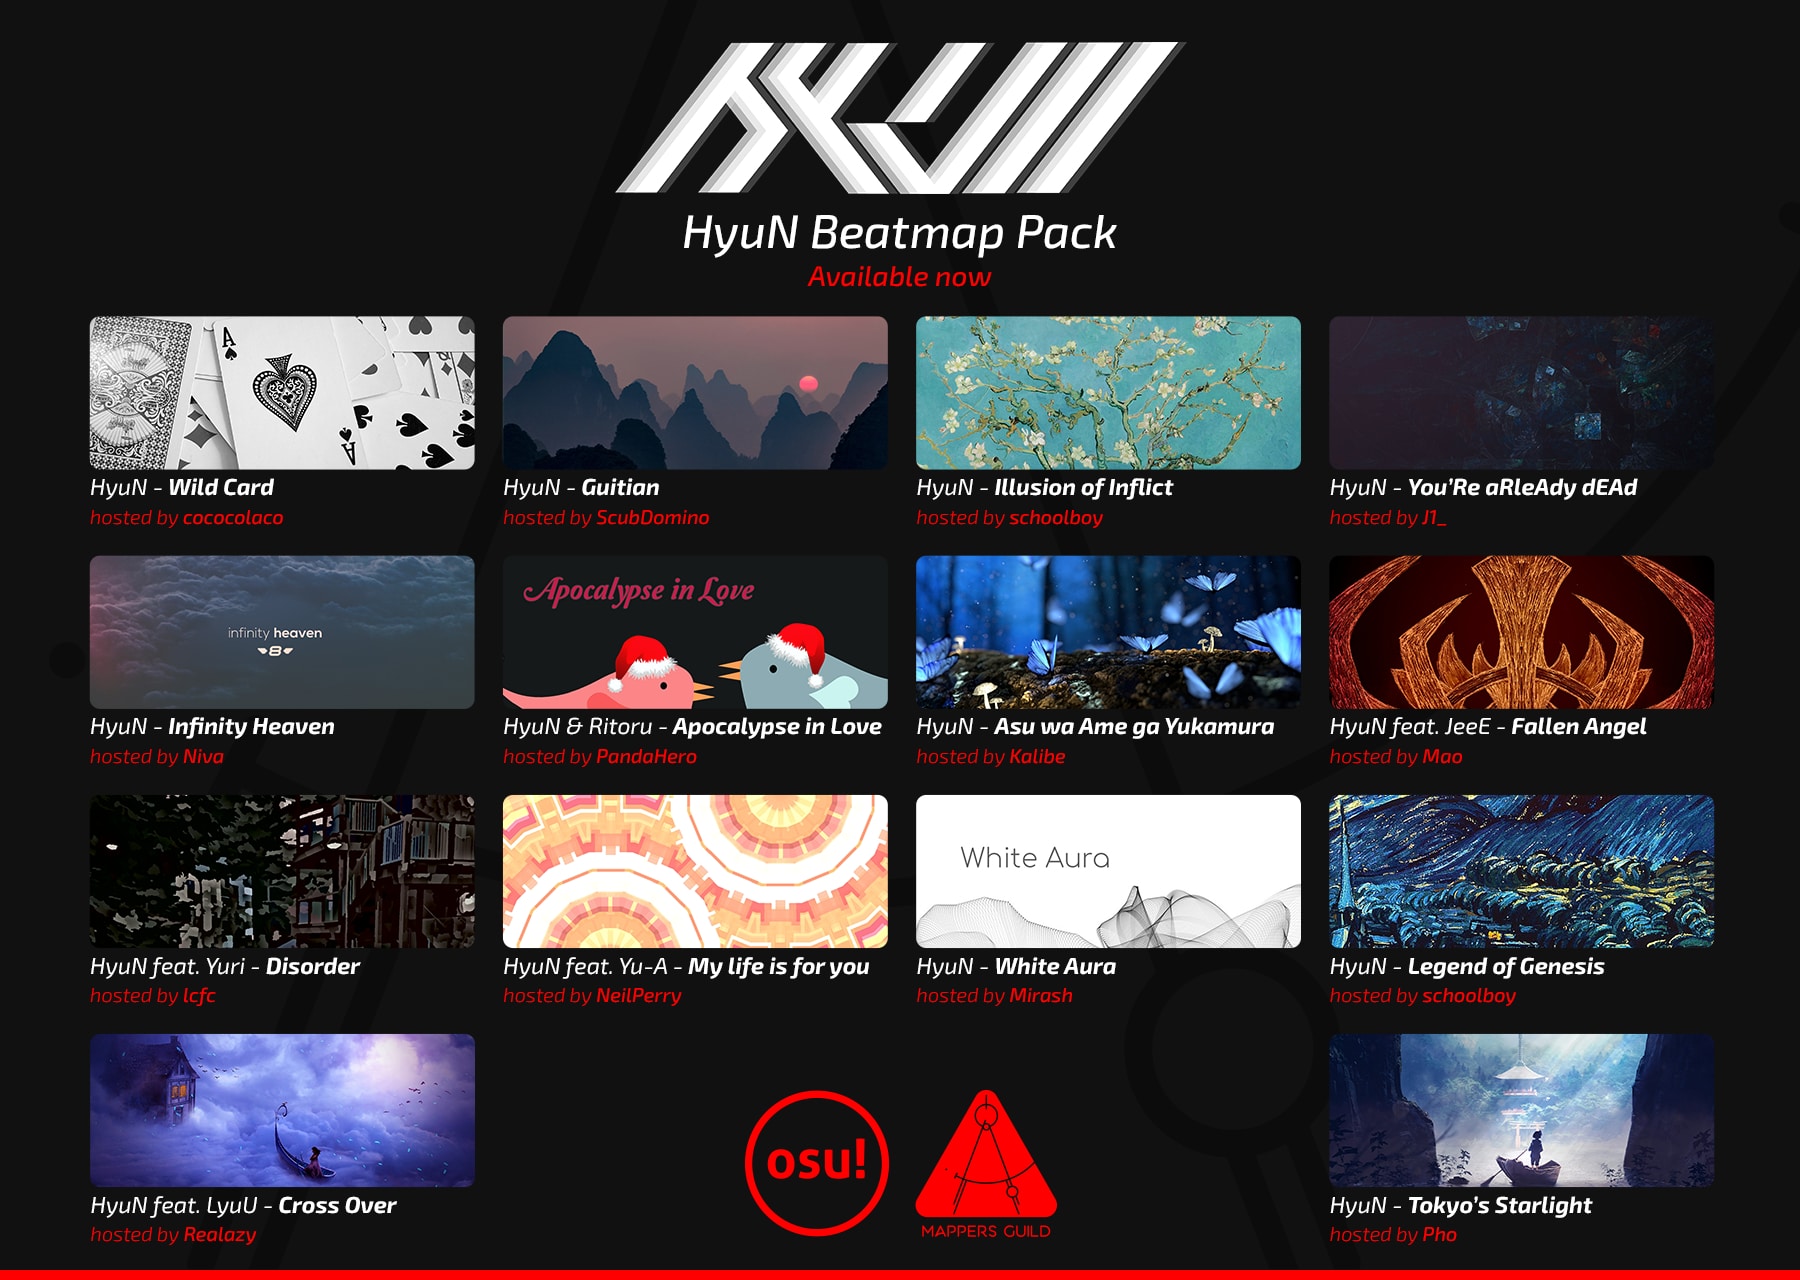 HyuN
HyuN Beatmap Pack
Available now
A
A
HyuN - Wild Card
hosted by cococolaco
HyuN - Guitian
hosted by ScubDomino
HyuN - Illusion of Inflict
hosted by schoolboy
HyuN - You'Re aRleAdy dEAd
hosted by J1_
infinity heaven
8
HyuN - Infinity Heaven
hosted by Niva
Apocalypse in Love
HyuN & Ritoru - Apocalypse in Love
hosted by PandaHero
HyuN - Asu wa Ame ga Yukamura
hosted by Kalibe
HyuN feat. JeeE - Fallen Angel
hosted by Mao
HyuN feat. Yuri - Disorder
hosted by lcfc
HyuN feat. Yu-A - My life is for you
hosted by NeilPerry
White Aura
HyuN - White Aura
hosted by Mirash
HyuN - Legend of Genesis
hosted by schoolboy
HyuN feat. LyuU - Cross Over
hosted by Realazy
osu!
MAPPERS GUILD
HyuN - Tokyo's Starlight
hosted by Pho